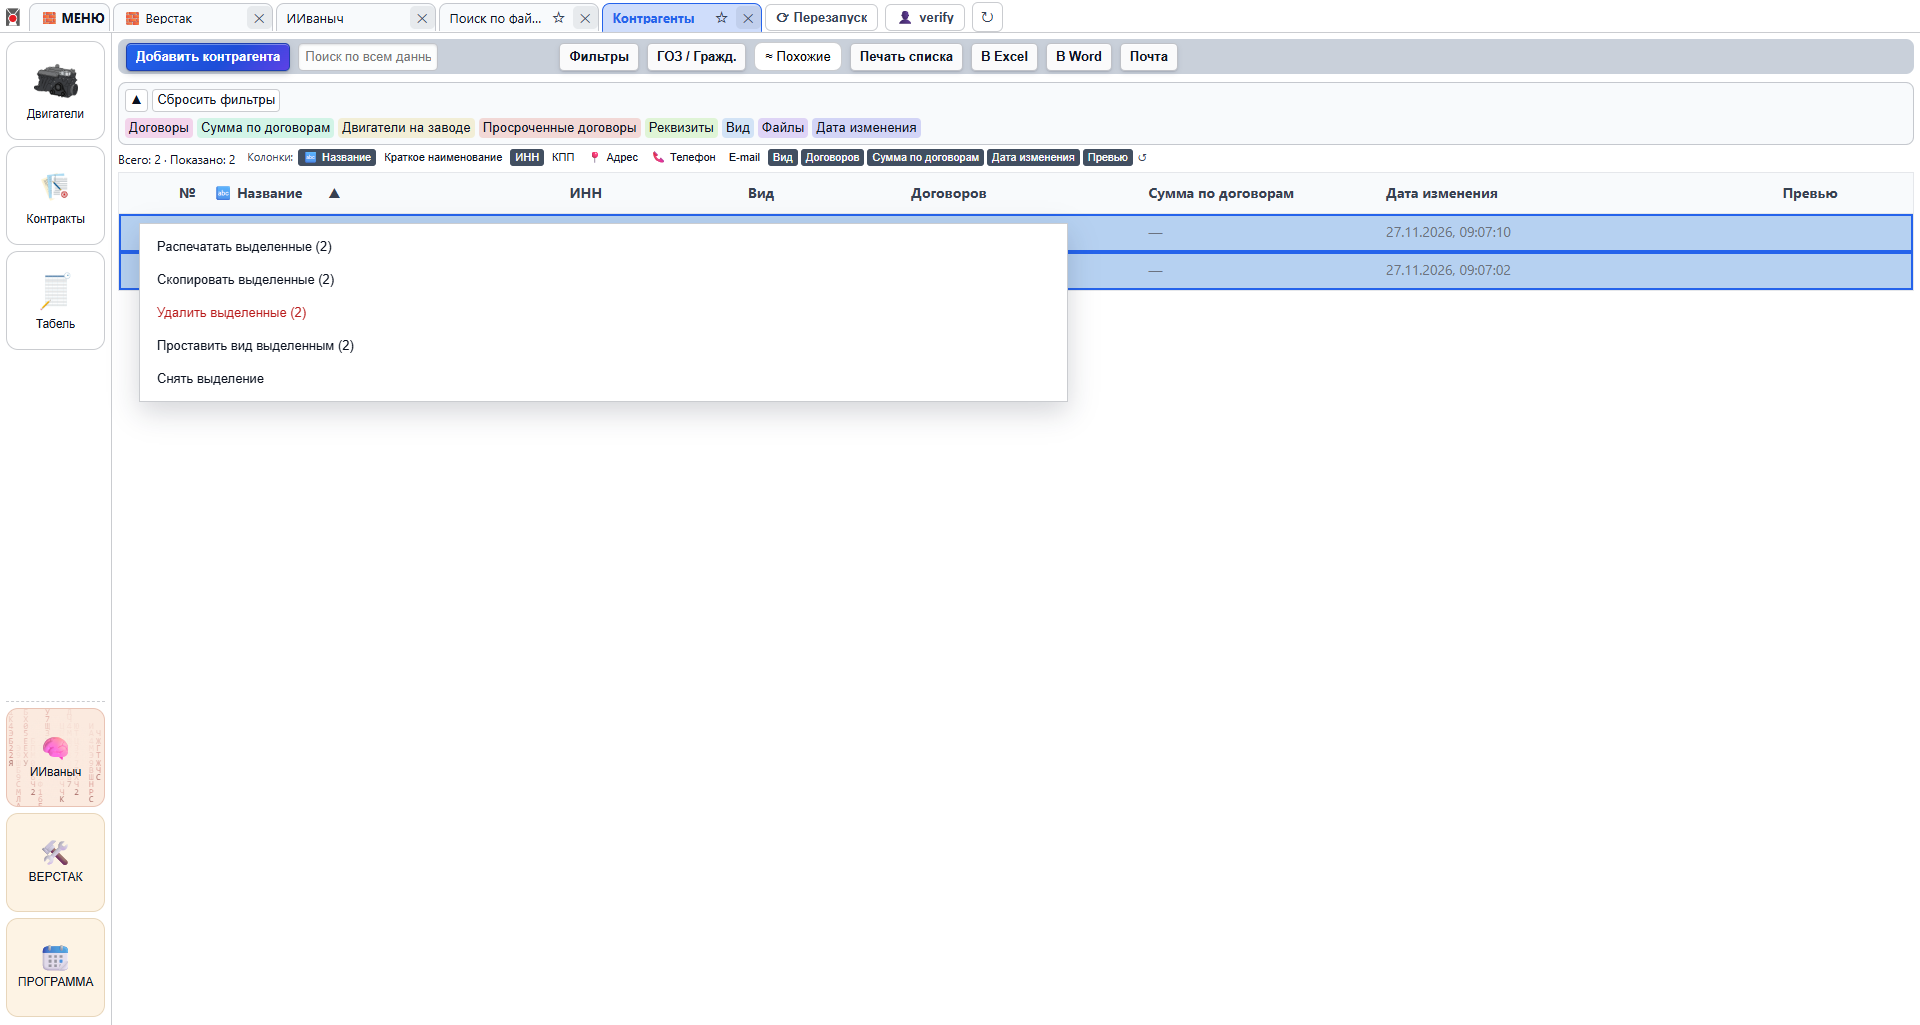 МЕНЮ
Верстак
ИИваныч
Поиск по фай...
Контрагенты
Перезапуск
verify
Добавить контрагента
Поиск по всем даннь
Фильтры
ГОЗ / Гражд.
≈ Похожие
Печать списка
В Excel
В Word
Почта
▲ Сбросить фильтры
Договоры Сумма по договорам Двигатели на заводе Просроченные договоры Реквизиты Вид Файлы Дата изменения
Всего: 2 · Показано: 2 Колонки: Название Краткое наименование ИНН КПП Адрес Телефон E-mail Вид Договоров Сумма по договорам Дата изменения Превью
№ Название ▲ ИНН Вид Договоров Сумма по договорам Дата изменения Превью
— 27.11.2026, 09:07:10
— 27.11.2026, 09:07:02
Распечатать выделенные (2)
Скопировать выделенные (2)
Удалить выделенные (2)
Проставить вид выделенным (2)
Снять выделение
Двигатели
Контракты
Табель
ИИваныч
ВЕРСТАК
ПРОГРАММА